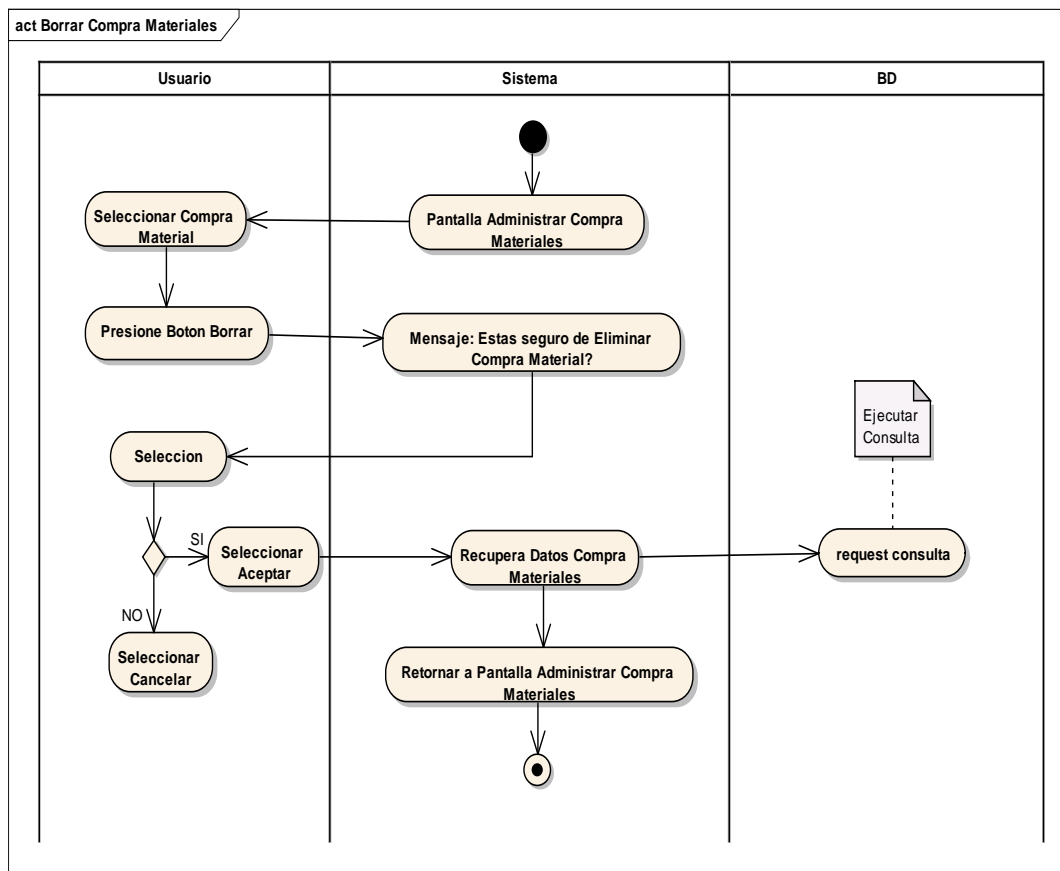 act Borrar Compra Materiales
Usuario
Sistema
BD
Seleccionar Compra
Material
Pantalla Administrar Compra
Materiales
Presione Boton Borrar
Mensaje: Estas seguro de Eliminar
Compra Material?
Ejecutar
Consulta
Seleccion
SI
Seleccionar
Aceptar
Recupera Datos Compra
Materiales
request consulta
NO
Seleccionar
Cancelar
Retornar a Pantalla Administrar Compra
Materiales